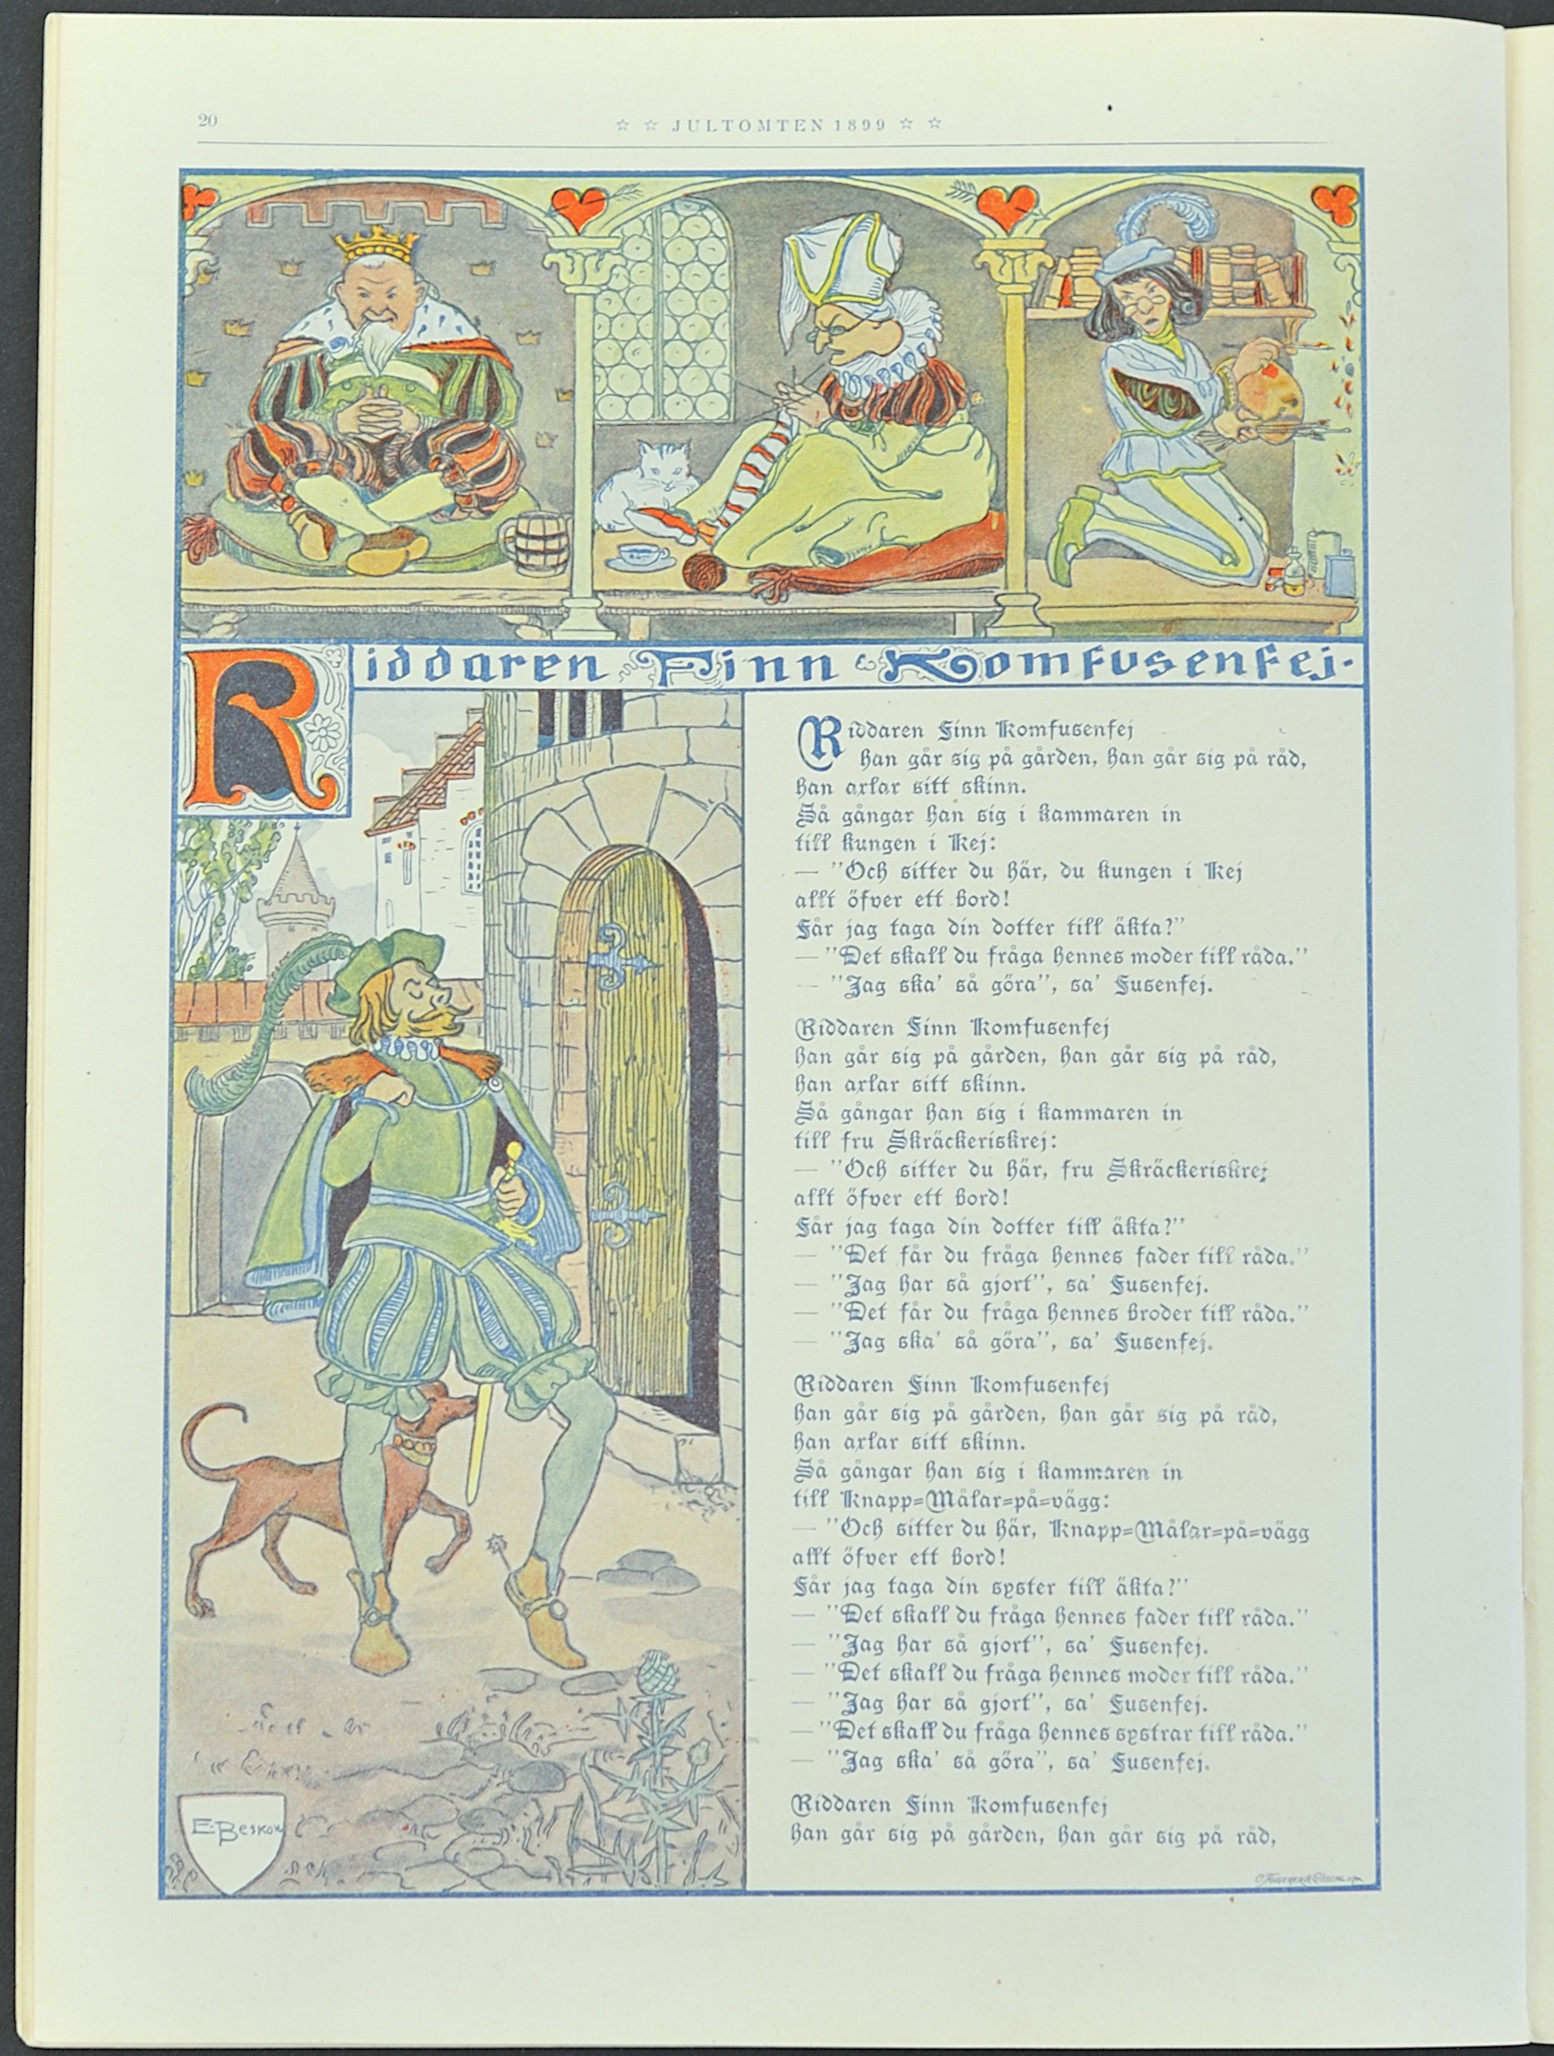 20
☆ ☆ JULTOMTEN 1899 ☆ ☆
Riddaren Finn Komfusenfej.
Riddaren Finn Komfusenfej
han går sig på gården, han går sig på råd,
han axlar sitt skinn.
Så gångar han sig i kammaren in
till kungen i Kej:
— "Och sitter du här, du kungen i Kej
allt öfver ett bord!
Får jag taga din dotter till äkta?"
— "Det skall du fråga hennes moder till råda."
— "Jag ska' så göra", sa' Fusenfej.
Riddaren Finn Komfusenfej
han går sig på gården, han går sig på råd,
han axlar sitt skinn.
Så gångar han sig i kammaren in
till fru Skräckeriskrej:
— "Och sitter du här, fru Skräckeriskrej
allt öfver ett bord!
Får jag taga din dotter till äkta?"
— "Det får du fråga hennes fader till råda."
— "Jag har så gjort", sa' Fusenfej.
— "Det får du fråga hennes broder till råda."
— "Jag ska' så göra", sa' Fusenfej.
Riddaren Finn Komfusenfej
han går sig på gården, han går sig på råd,
han axlar sitt skinn.
Så gångar han sig i kammaren in
till Knapp=Målar=på=vägg:
— "Och sitter du här, Knapp=Målar=på=vägg
allt öfver ett bord!
Får jag taga din syster till äkta?"
— "Det skall du fråga hennes fader till råda."
— "Jag har så gjort", sa' Fusenfej.
— "Det skall du fråga hennes moder till råda."
— "Jag har så gjort", sa' Fusenfej.
— "Det skall du fråga hennes systrar till råda."
— "Jag ska' så göra", sa' Fusenfej.
Riddaren Finn Komfusenfej
han går sig på gården, han går sig på råd,
E. Beskow